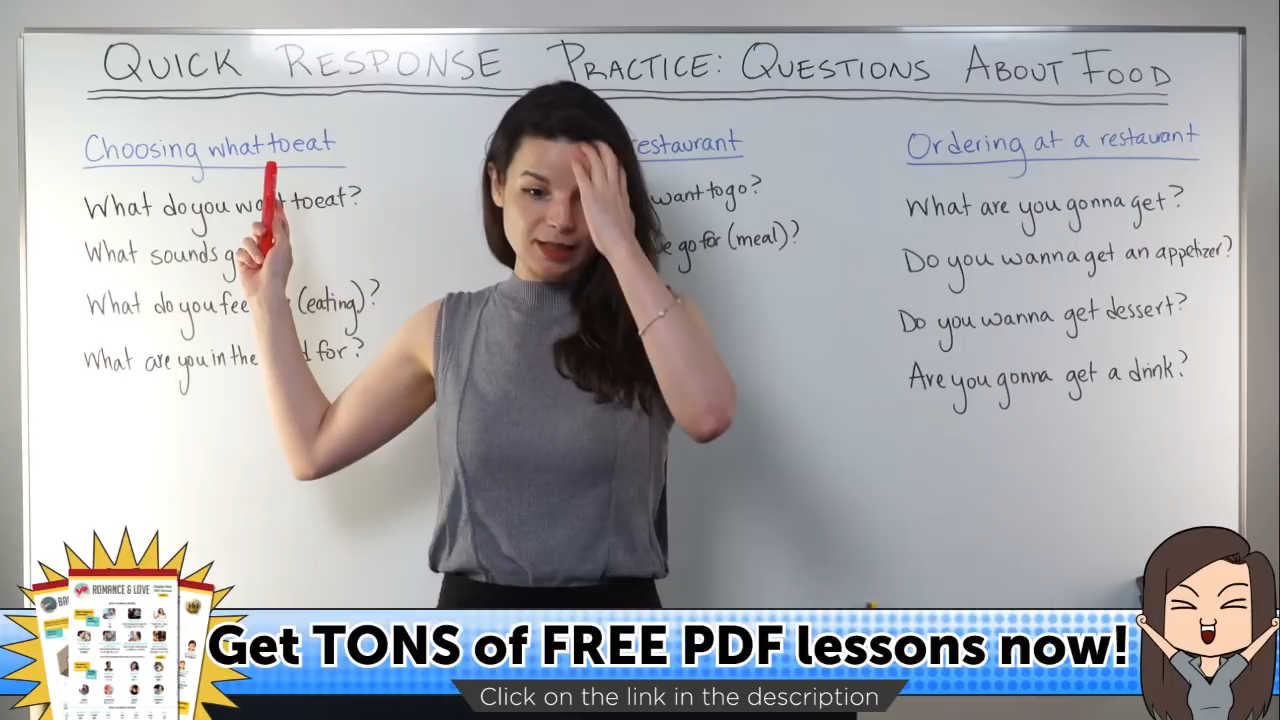 QUICK RESPONSE PRACTICE: QUESTIONS ABOUT FOOD
Choosing what to eat
What do you want to eat?
What sounds g
What do you fee (eating)?
What are you in the d for?
restaurant
want to go?
e go for (meal)?
Ordering at a restaurant
What are you gonna get?
Do you wanna get an appetizer?
Do you wanna get dessert?
Are you gonna get a drink?
ROMANCE & LOVE
Get TONS of FREE PDF lessons now!
Click on the link in the description